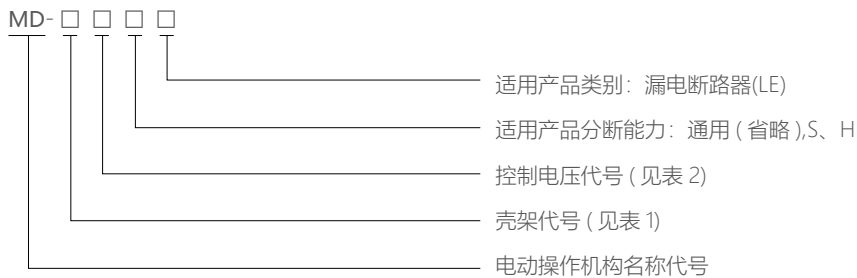 MD-□ □ □ □
适用产品类别：漏电断路器(LE)
适用产品分断能力：通用 ( 省略 ),S、H
控制电压代号 ( 见表 2)
壳架代号 ( 见表 1)
电动操作机构名称代号